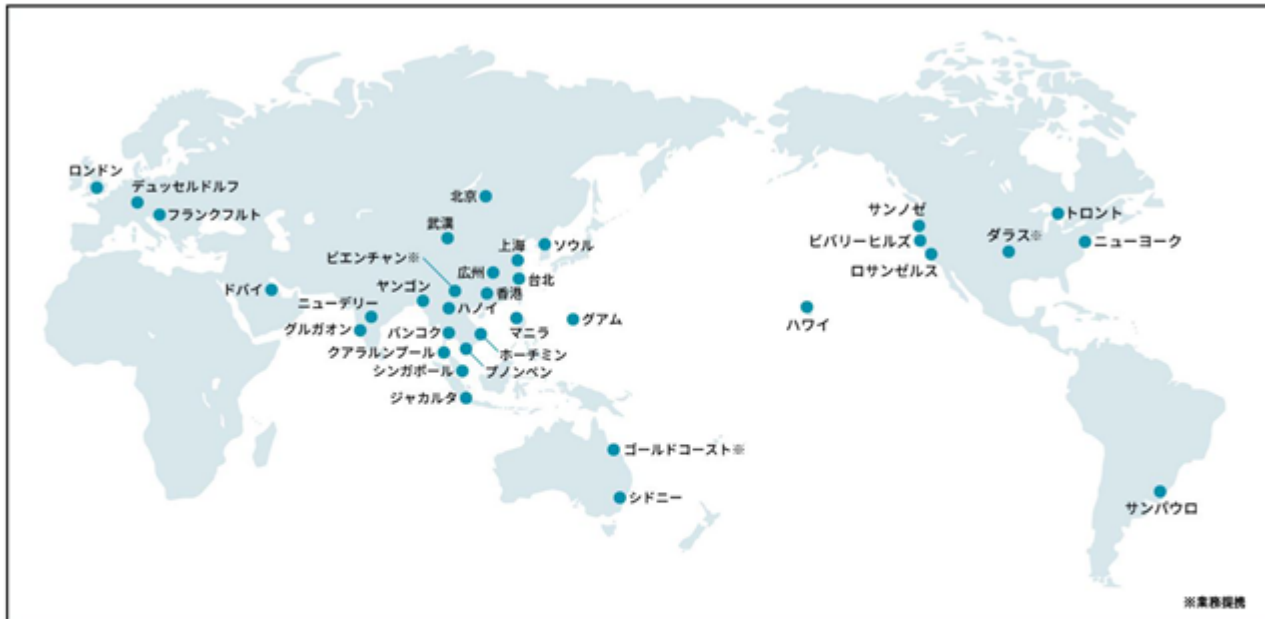 ロンドン
デュッセルドルフ
フランクフルト
ドバイ
北京
武漢
ソウル
上海
ビエンチャン※
広州
台北
ヤンゴン
香港
ニューデリー
ハノイ
グルガオン
バンコク
マニラ
グアム
クアラルンプール
ホーチミン
シンガポール
プノンペン
ジャカルタ
ゴールドコースト※
シドニー
ハワイ
サンノゼ
ビバリーヒルズ
ロサンゼルス
ダラス※
トロント
ニューヨーク
サンパウロ
※業務提携